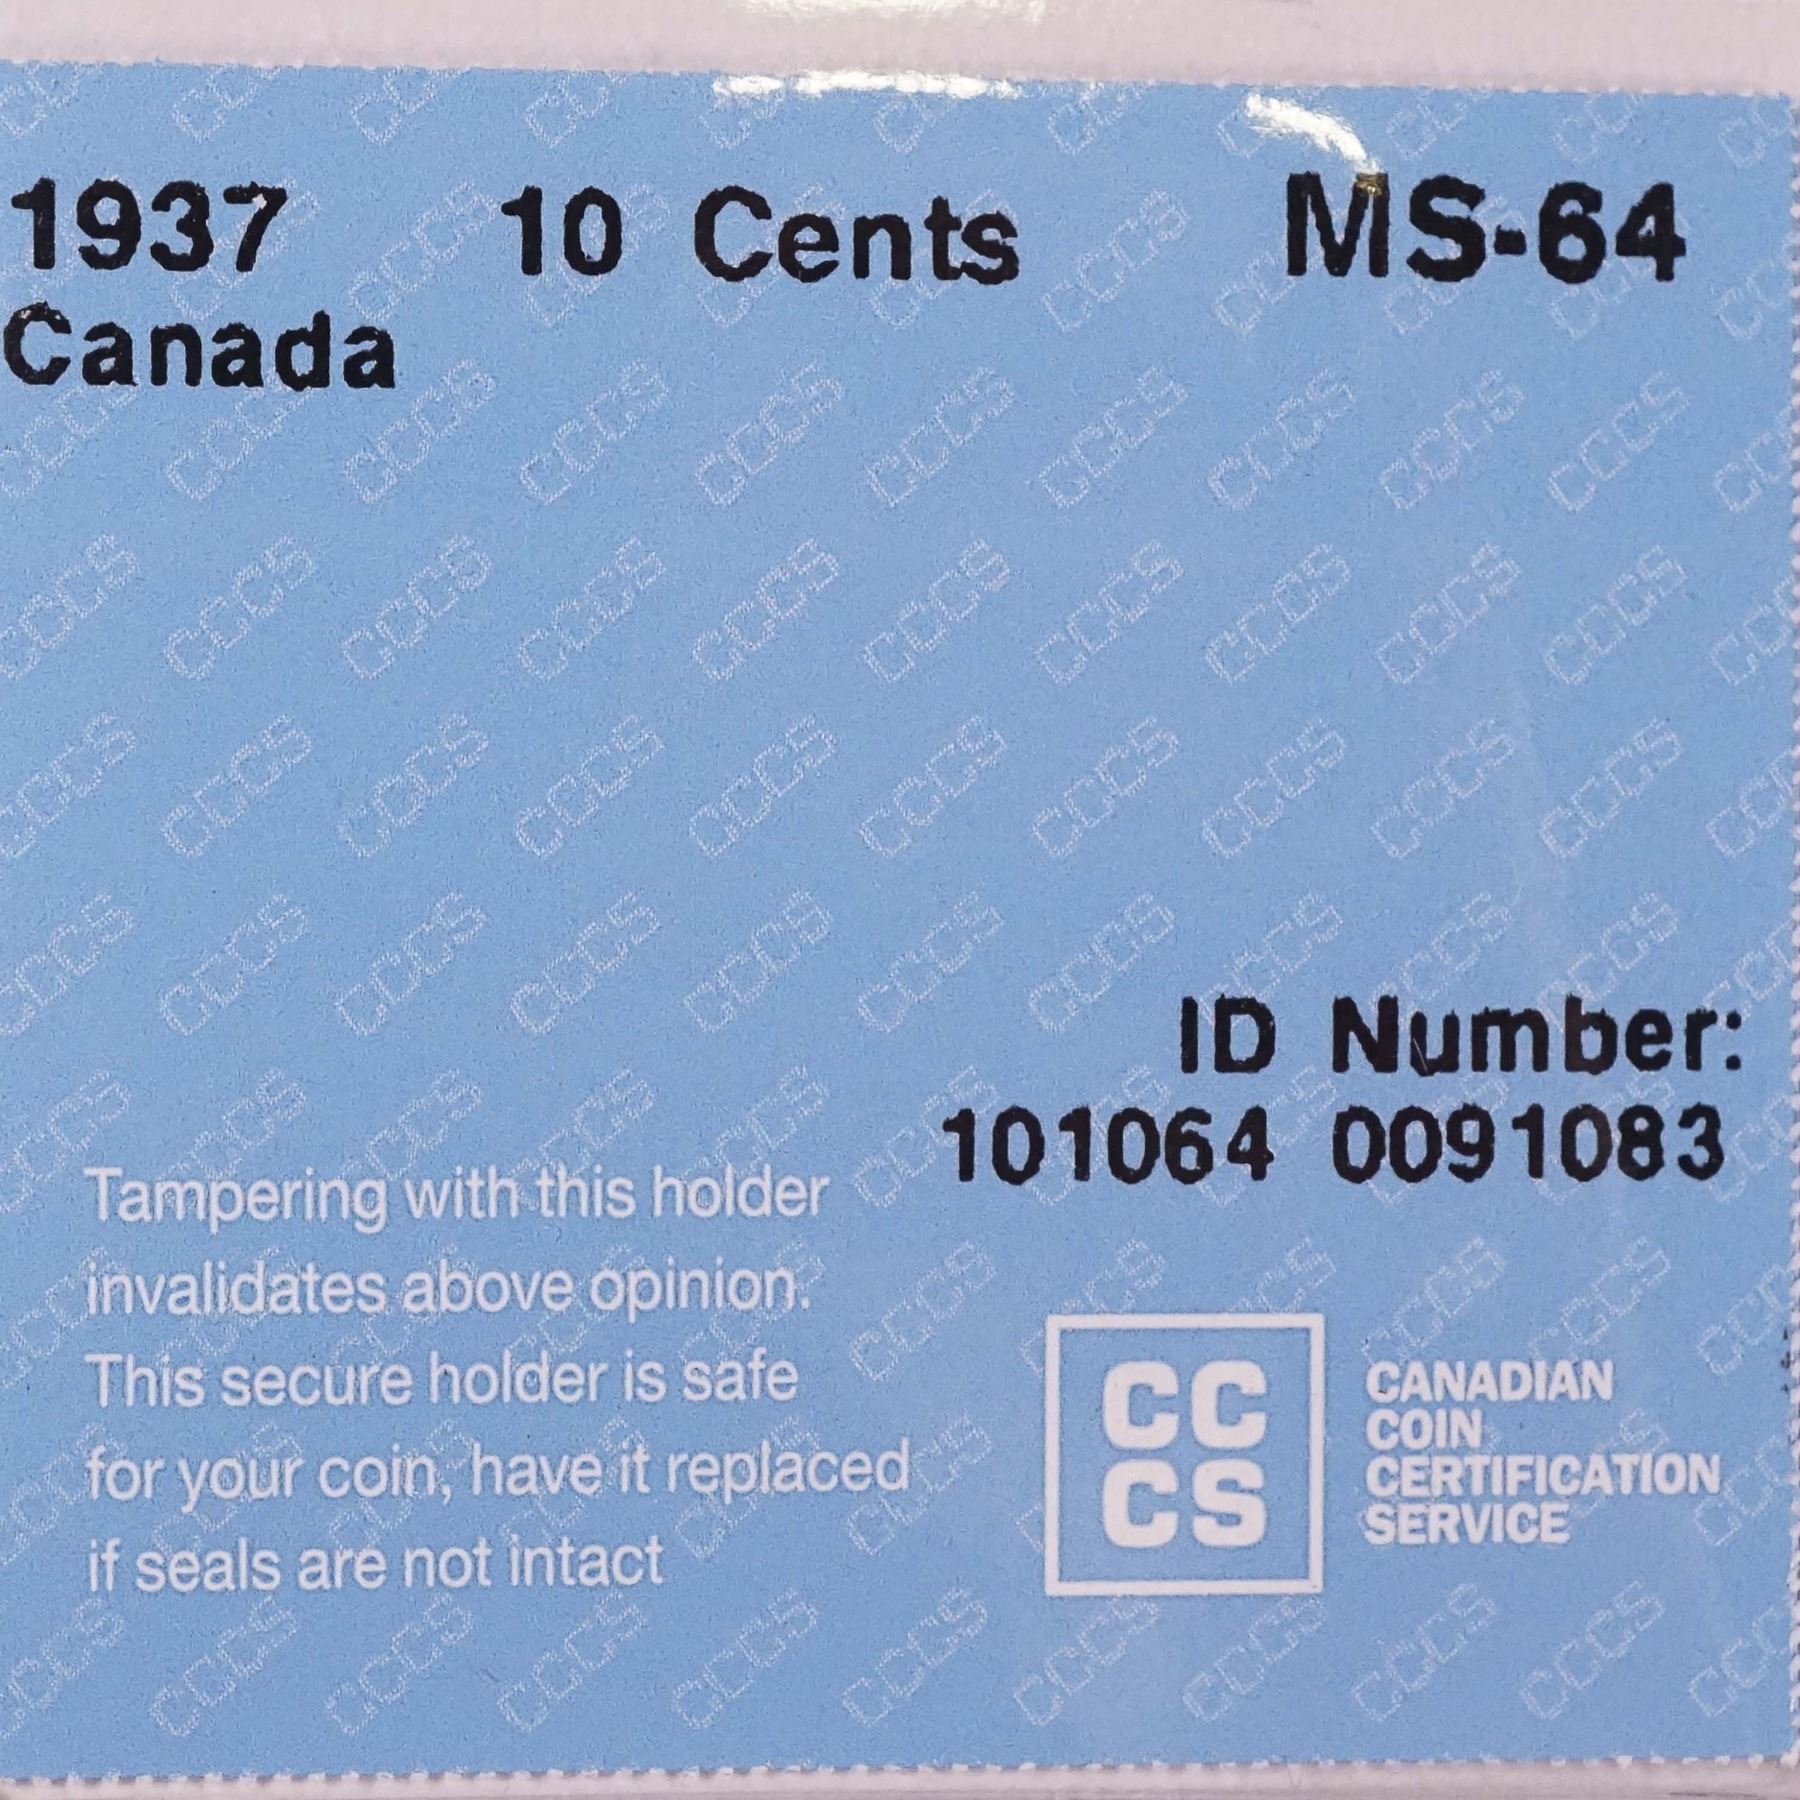 1937 10 Cents MS-64
Canada
ID Number:
101064 0091083
Tampering with this holder
invalidates above opinion.
This secure holder is safe
for your coin, have it replaced
if seals are not intact
CC
CS
CANADIAN
COIN
CERTIFICATION
SERVICE